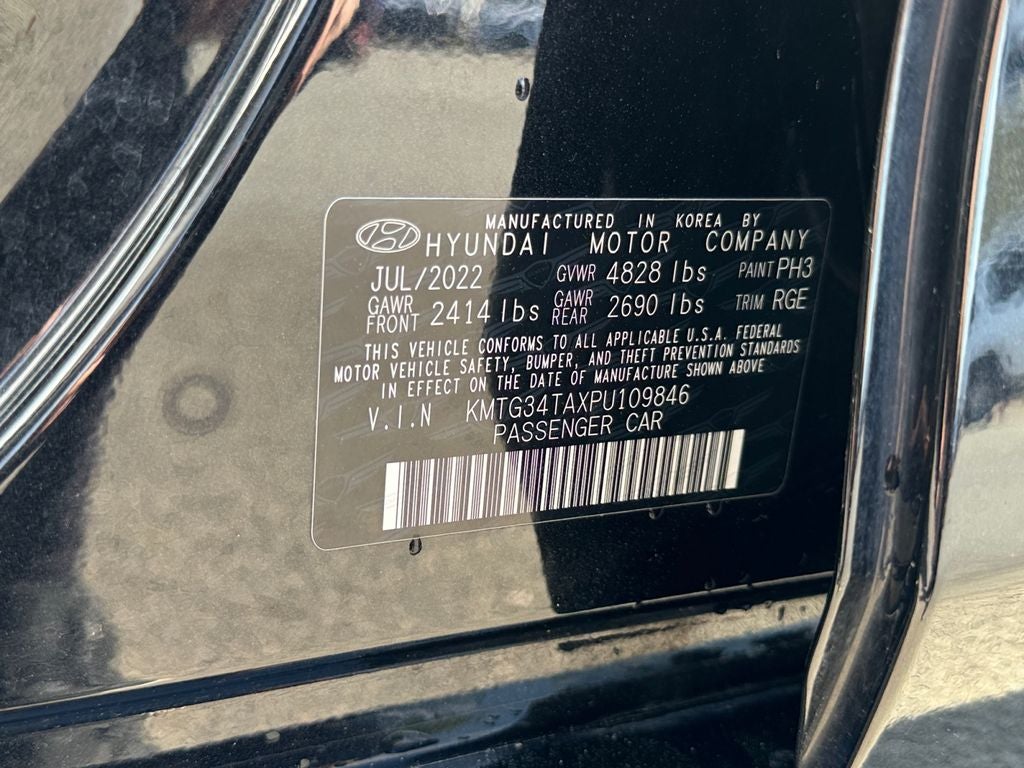 MANUFACTURED IN KOREA BY
HYUNDAI MOTOR COMPANY
JUL/2022 GVWR 4828 lbs PAINT PH3
GAWR FRONT 2414 lbs GAWR REAR 2690 lbs TRIM RGE
THIS VEHICLE CONFORMS TO ALL APPLICABLE U.S.A. FEDERAL
MOTOR VEHICLE SAFETY, BUMPER, AND THEFT PREVENTION STANDARDS
IN EFFECT ON THE DATE OF MANUFACTURE SHOWN ABOVE
V.I.N KMTG34TAXPU109846
PASSENGER CAR